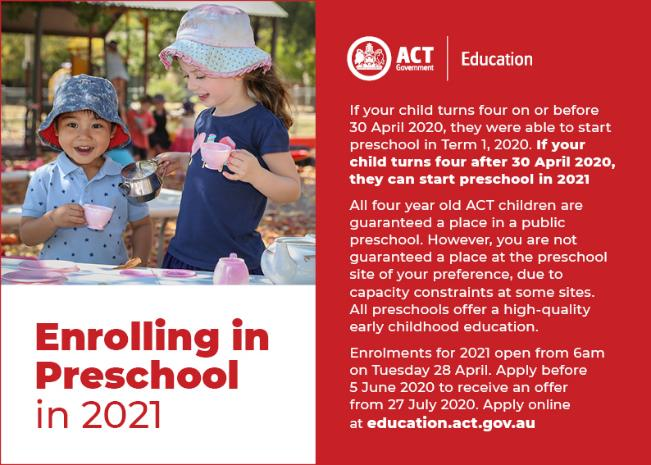 Enrolling in
Preschool
in 2021
ACT
Government
Education
If your child turns four on or before
30 April 2020, they were able to start
preschool in Term 1, 2020. If your
child turns four after 30 April 2020,
they can start preschool in 2021
All four year old ACT children are
guaranteed a place in a public
preschool. However, you are not
guaranteed a place at the preschool
site of your preference, due to
capacity constraints at some sites.
All preschools offer a high-quality
early childhood education.
Enrolments for 2021 open from 6am
on Tuesday 28 April. Apply before
5 June 2020 to receive an offer
from 27 July 2020. Apply online
at education.act.gov.au